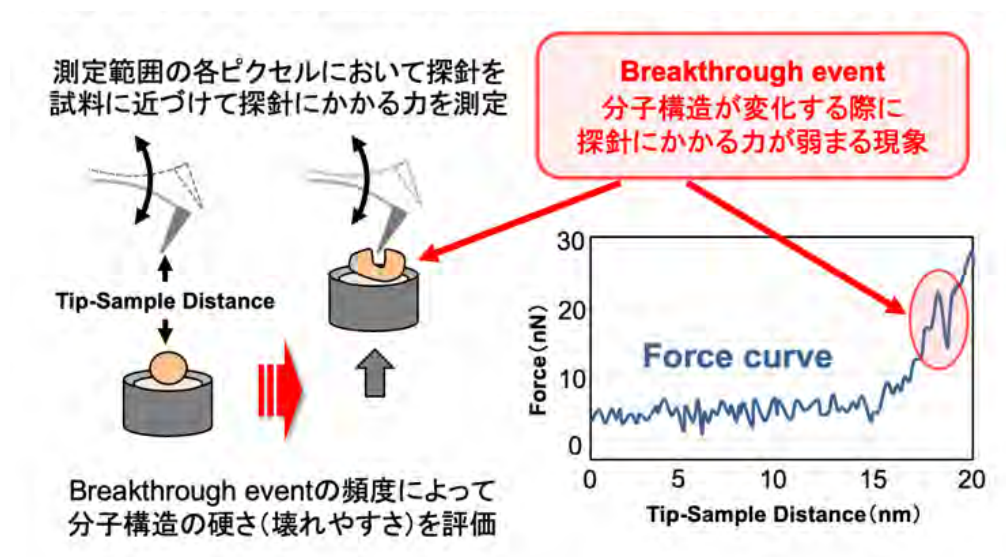 測定範囲の各ピクセルにおいて探針を
試料に近づけて探針にかかる力を測定
Tip-Sample Distance
Breakthrough eventの頻度によって
分子構造の硬さ(壊れやすさ)を評価
Breakthrough event
分子構造が変化する際に
探針にかかる力が弱まる現象
Force(nN)
30
20
10
0
Force curve
0 5 10 15 20
Tip-Sample Distance(nm)